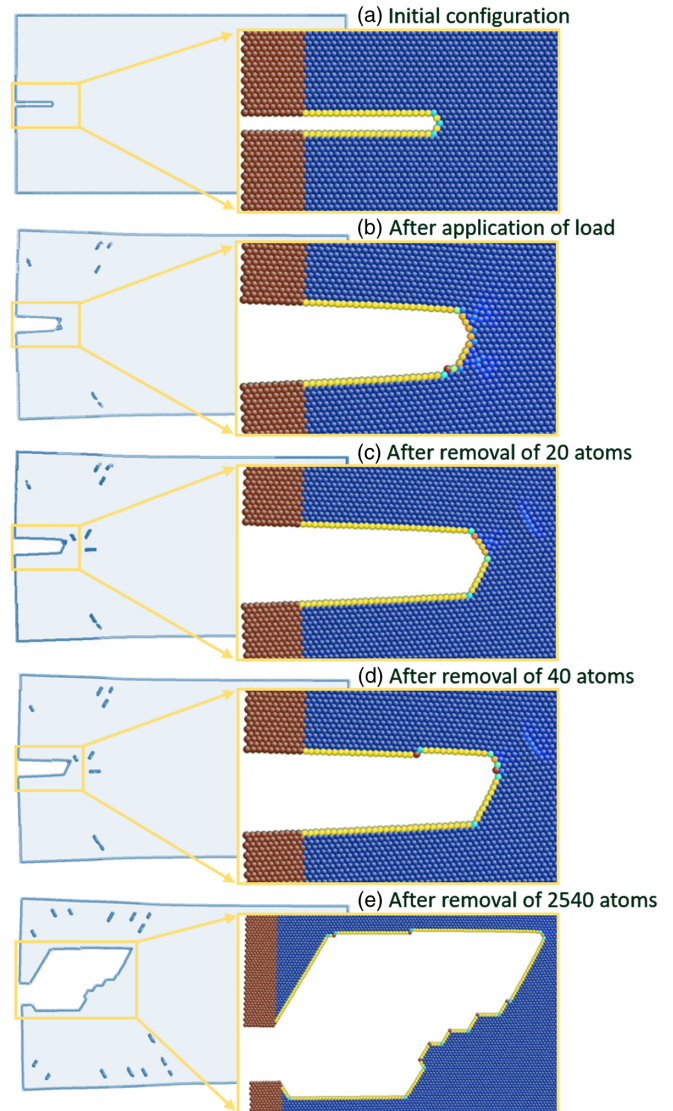 (a) Initial configuration
(b) After application of load
(c) After removal of 20 atoms
(d) After removal of 40 atoms
(e) After removal of 2540 atoms